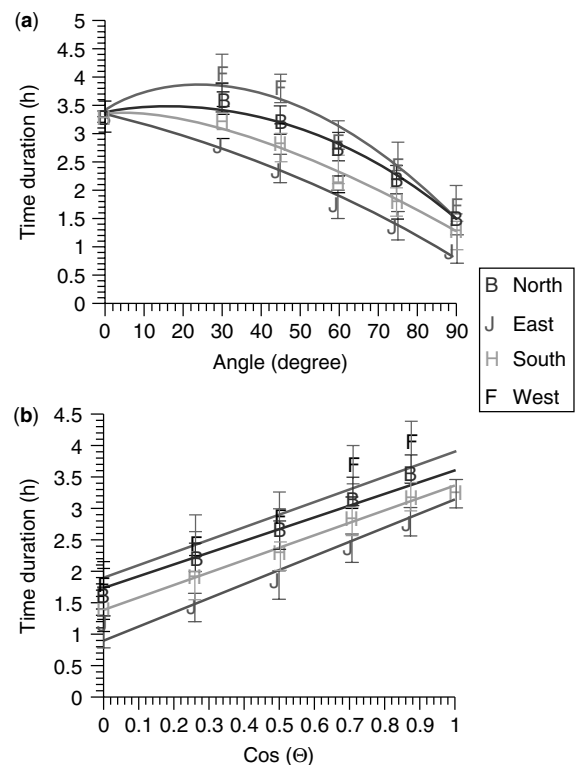 (a)
5
4.5
4
3.5
3
2.5
2
1.5
1
0.5
0
Time duration (h)
0 10 20 30 40 50 60 70 80 90
Angle (degree)
B North
J East
H South
F West
(b)
4.5
4
3.5
3
2.5
2
1.5
1
0.5
0
Time duration (h)
0 0.1 0.2 0.3 0.4 0.5 0.6 0.7 0.8 0.9 1
Cos (Θ)